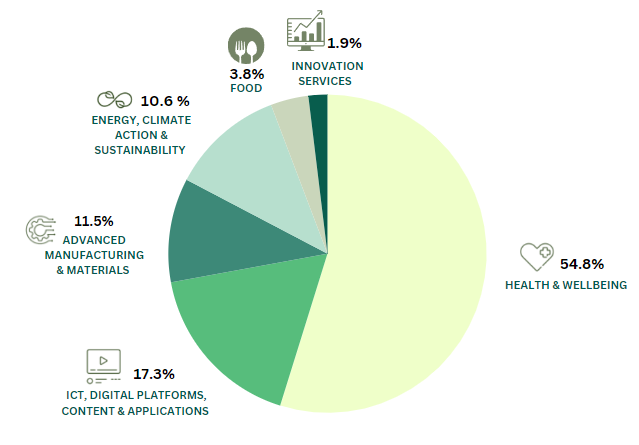 1.9%
INNOVATION
SERVICES
3.8%
FOOD
10.6 %
ENERGY, CLIMATE
ACTION &
SUSTAINABILITY
11.5%
ADVANCED
MANUFACTURING
& MATERIALS
54.8%
HEALTH & WELLBEING
17.3%
ICT, DIGITAL PLATFORMS,
CONTENT & APPLICATIONS